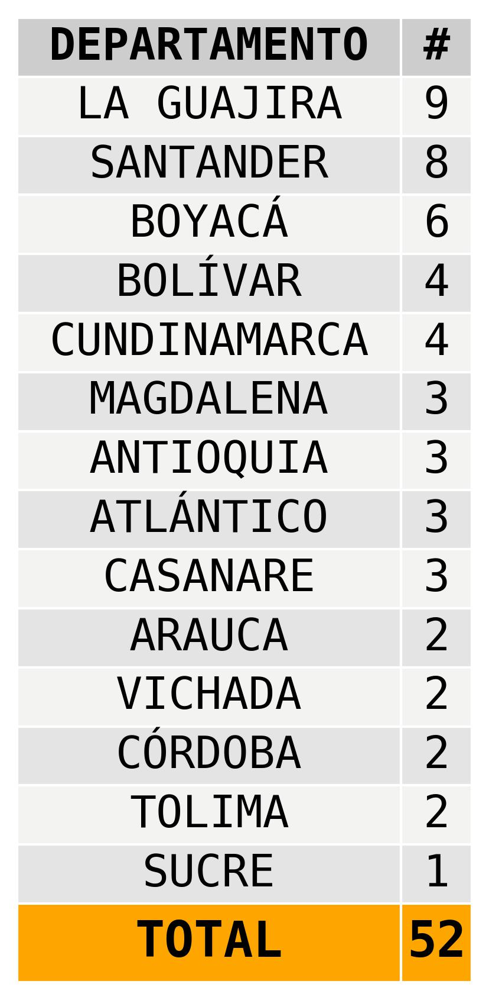 DEPARTAMENTO #
LA GUAJIRA 9
SANTANDER 8
BOYACÁ 6
BOLÍVAR 4
CUNDINAMARCA 4
MAGDALENA 3
ANTIOQUIA 3
ATLÁNTICO 3
CASANARE 3
ARAUCA 2
VICHADA 2
CÓRDOBA 2
TOLIMA 2
SUCRE 1
TOTAL 52